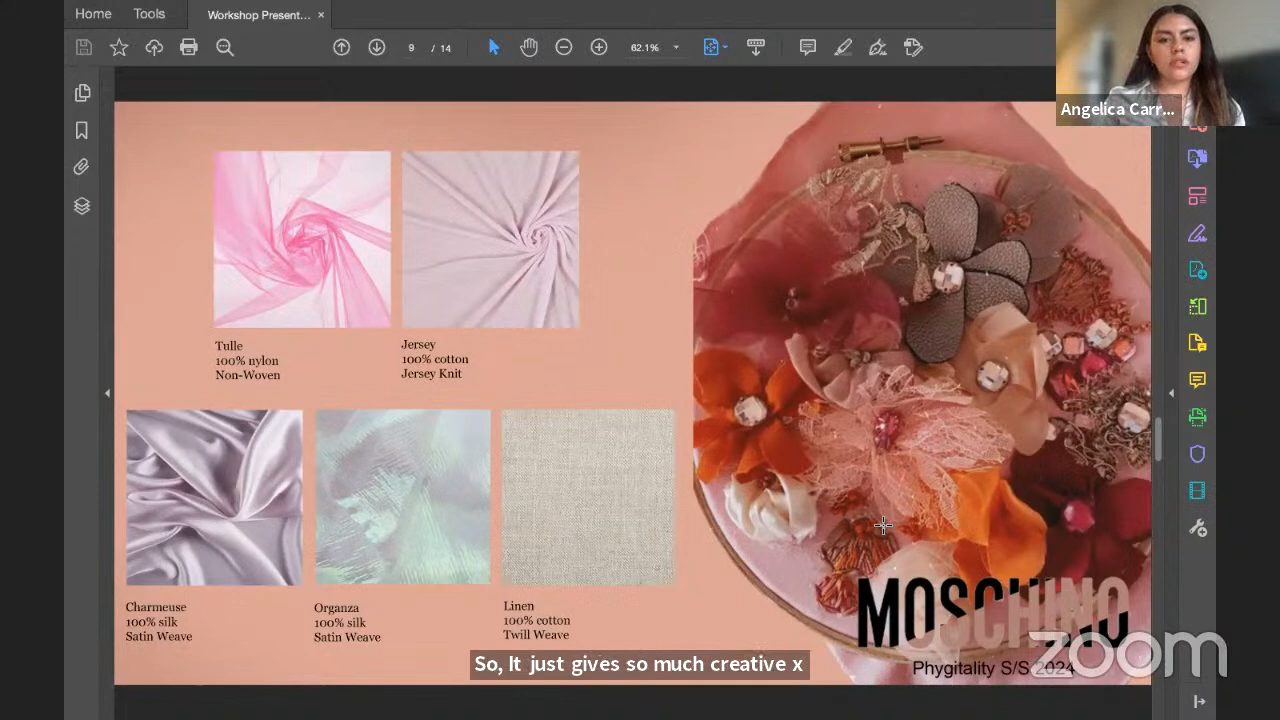 Home Tools Workshop Present... ×
9 / 14 62.1%
Angelica Carr...
Tulle
100% nylon
Non-Woven
Jersey
100% cotton
Jersey Knit
Charmeuse
100% silk
Satin Weave
Organza
100% silk
Satin Weave
Linen
100% cotton
Twill Weave
MOSCHINO
Phygitality S/S 2024
zoom
So, It just gives so much creative x